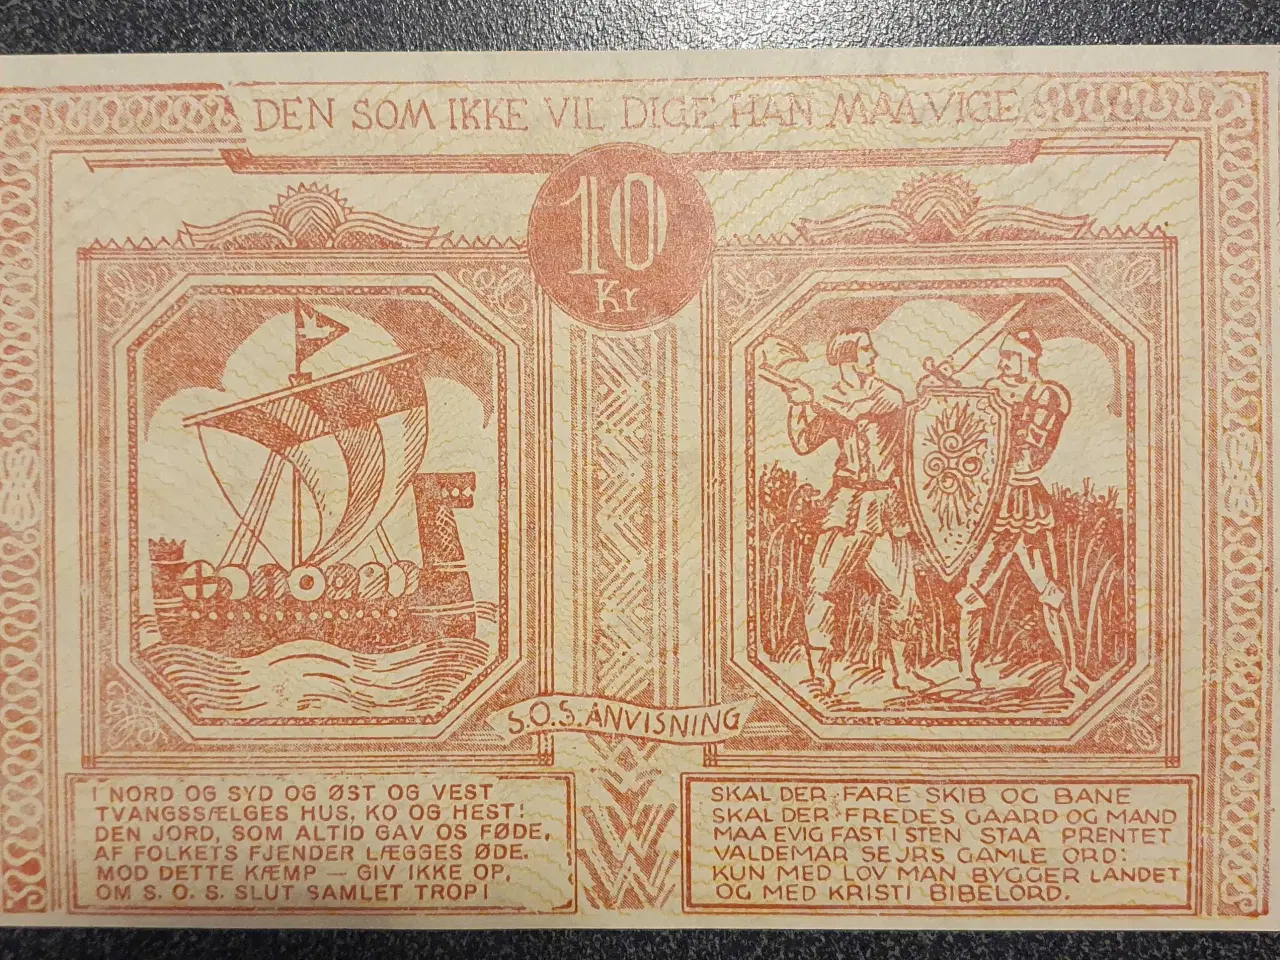 DEN SOM IKKE VIL DIGE HAN MAA VIGE
10
Kr
S.O.S. ANVISNING
I NORD OG SYD OG ØST OG VEST
TVANGSSÆLGES HUS, KO OG HEST:
DEN JORD, SOM ALTID GAV OS FØDE,
AF FOLKETS FJENDER LÆGGES ØDE.
MOD DETTE KÆMP – GIV IKKE OP,
OM S. O. S. SLUT SAMLET TROP!
SKAL DER FARE SKIB OG BANE
SKAL DER FREDES GAARD OG MAND
MAA EVIG FAST I STEN STAA PRENTET
VALDEMAR SEJRS GAMLE ORD:
KUN MED LOV MAN BYGGER LANDET
OG MED KRISTI BIBELORD.